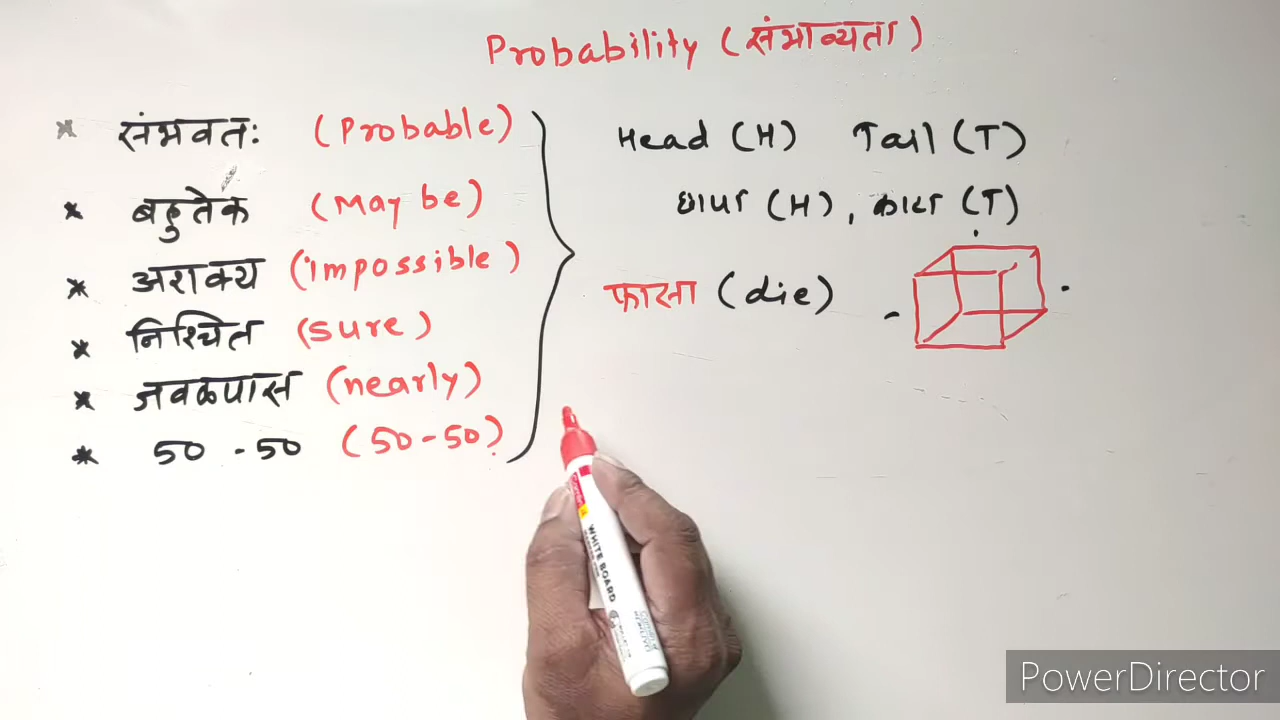 Probability (संभाव्यता)
* संभवतः (Probable)
* बहुतेक (May be)
* अशक्य (impossible)
* निश्चित (Sure)
* जवळपास (nearly)
* 50 - 50 (50 - 50)
Head (H) Tail (T)
छापा (H), काटा (T)
फासा (die)
WHITE BOARD
PowerDirector